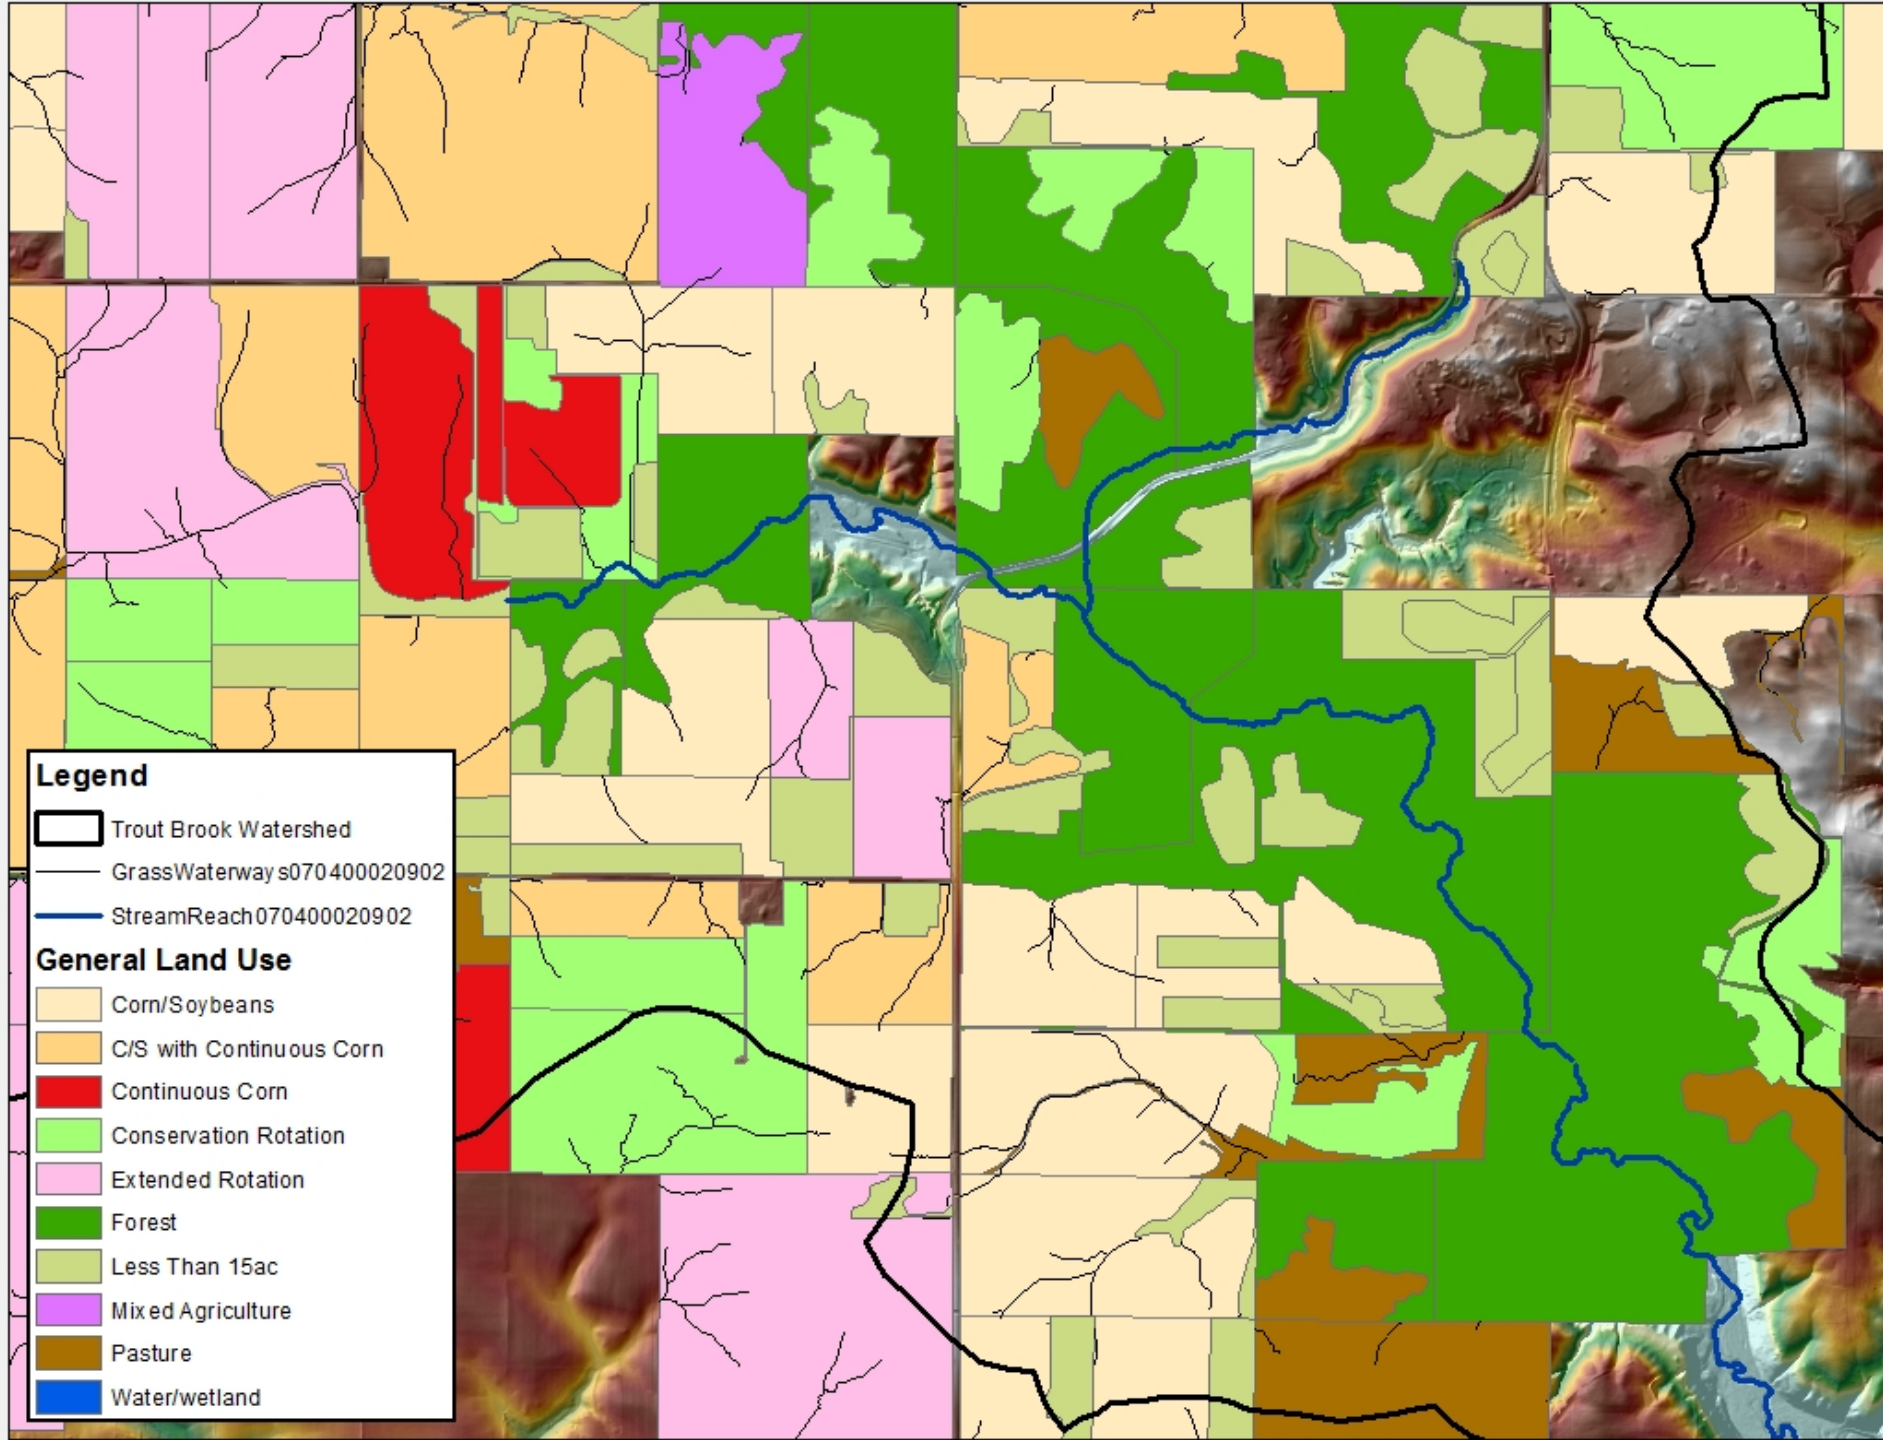 Legend
Trout Brook Watershed
GrassWaterways070400020902
StreamReach070400020902
General Land Use
Corn/Soybeans
C/S with Continuous Corn
Continuous Corn
Conservation Rotation
Extended Rotation
Forest
Less Than 15ac
Mixed Agriculture
Pasture
Water/wetland